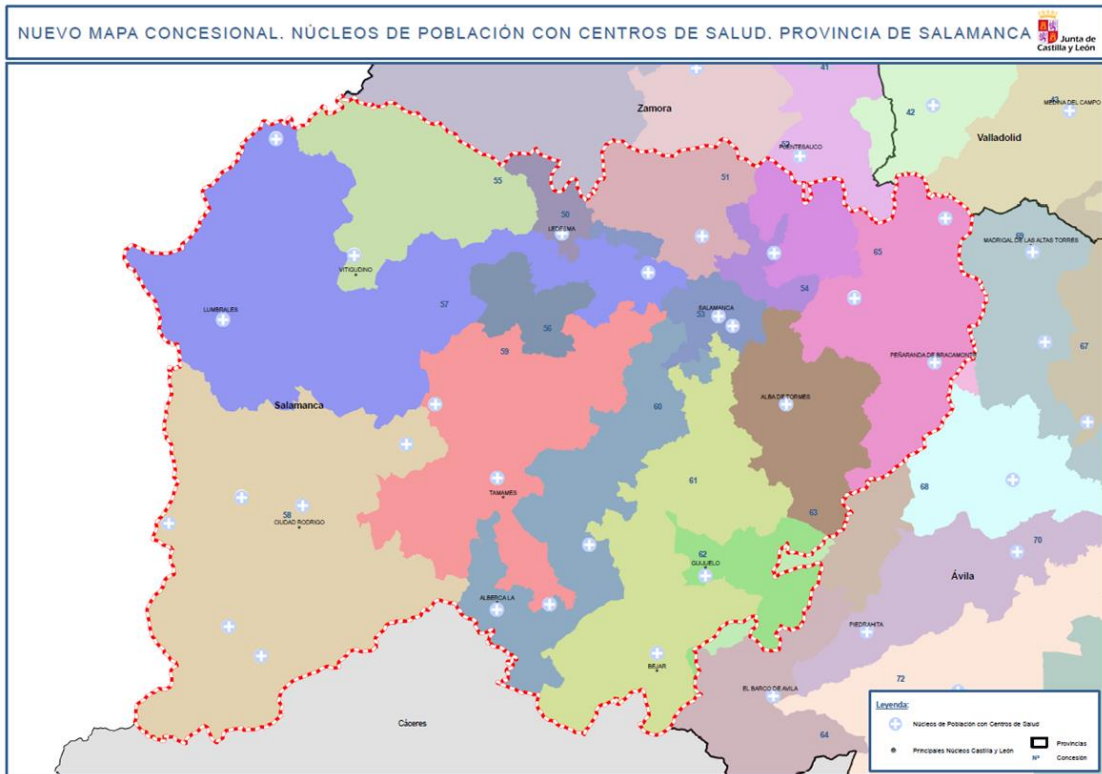 NUEVO MAPA CONCESIONAL. NÚCLEOS DE POBLACIÓN CON CENTROS DE SALUD. PROVINCIA DE SALAMANCA
Junta de
Castilla y León
41
42
43
MEDINA DEL CAMPO
Zamora
Valladolid
52
FUENTESAUCO
55
51
50
LEDESMA
69
MADRIGAL DE LAS ALTAS TORRES
65
VITIGUDINO
54
57
LUMBRALES
SALAMANCA
53
56
59
67
PEÑARANDA DE BRACAMONTE
Salamanca
60
ALBA DE TORMES
61
68
TAMAMES
58
63
CIUDAD RODRIGO
70
62
GUIJUELO
Ávila
ALBERCA LA
PIEDRAHITA
BEJAR
72
EL BARCO DE AVILA
Cáceres
64
Leyenda:
Núcleos de Población con Centros de Salud
Principales Núcleos Castilla y León
Provincias
Nº Concesión